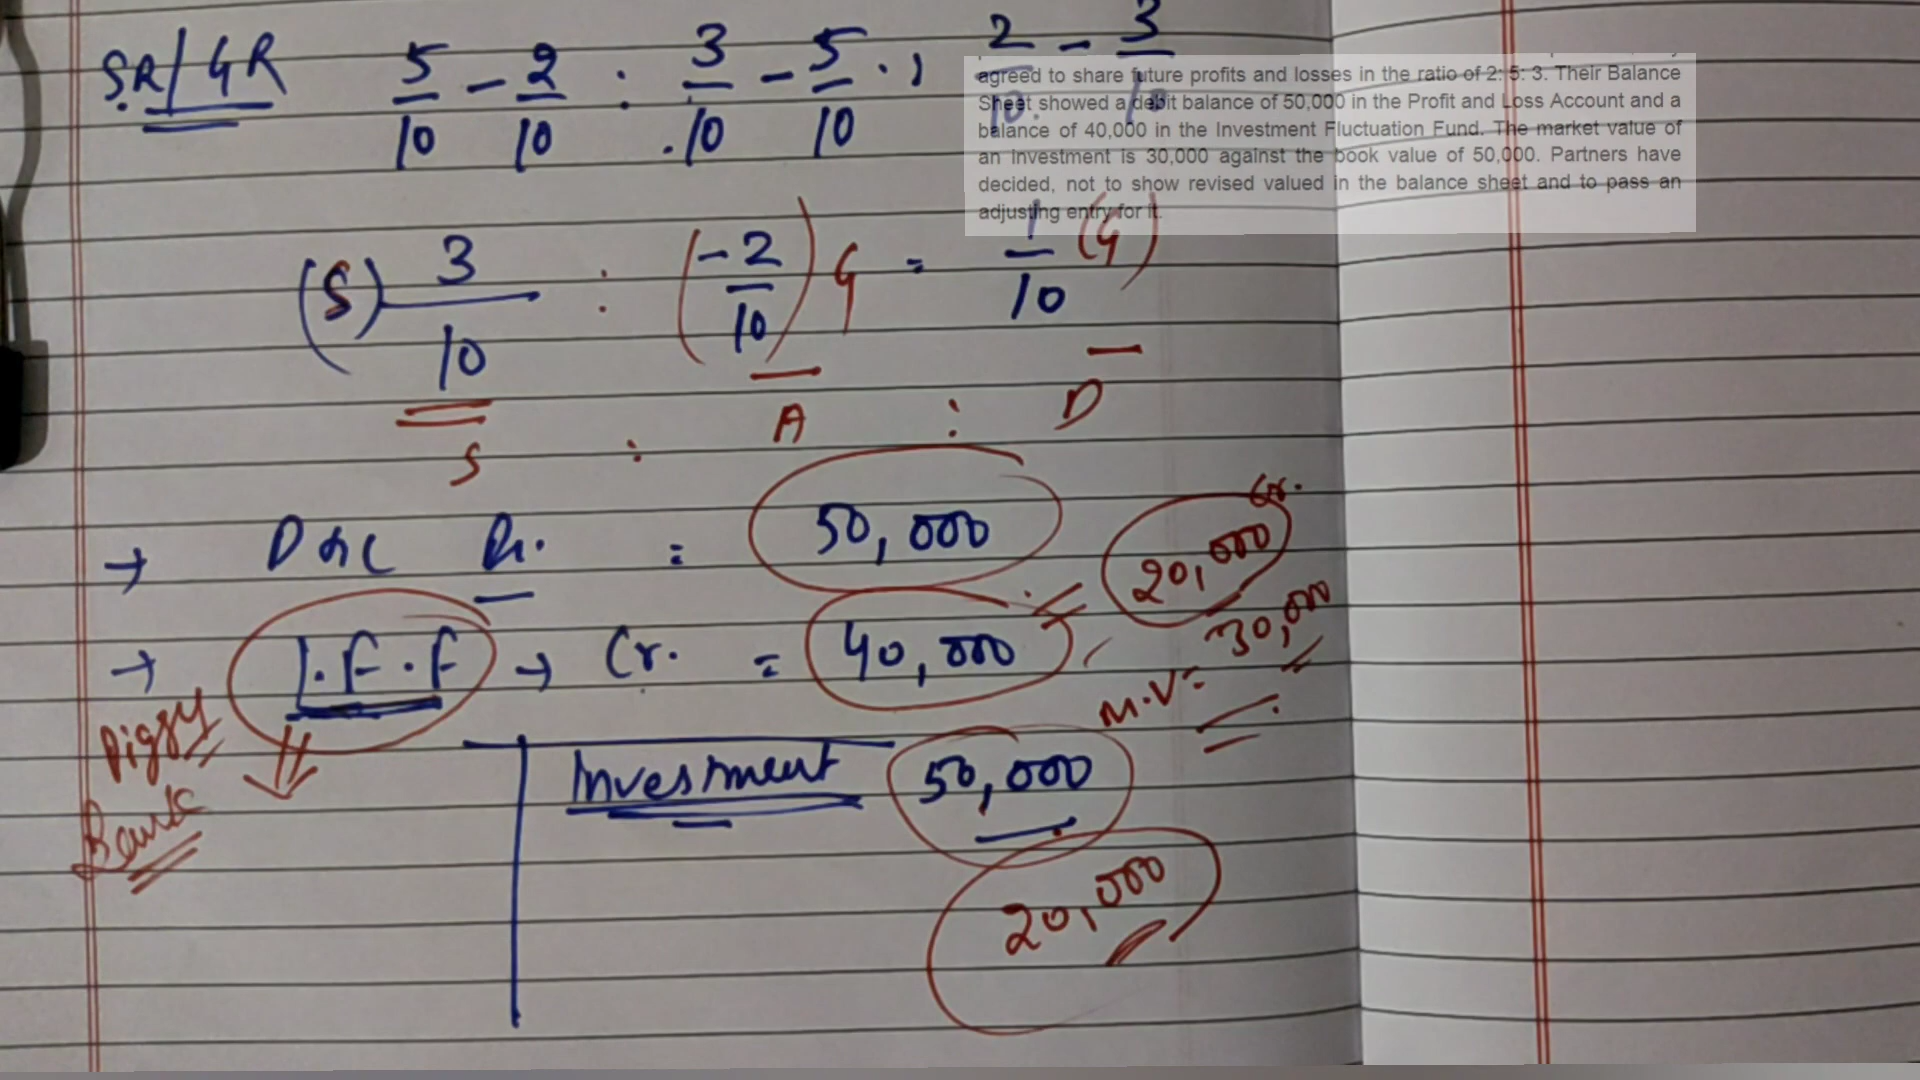 SR/GR 5/10 - 2/10 : 3/10 - 5/10 : 2/10 - 3/10
agreed to share future profits and losses in the ratio of 2: 5: 3. Their Balance
Sheet showed a debit balance of 50,000 in the Profit and Loss Account and a
balance of 40,000 in the Investment Fluctuation Fund. The market value of
an investment is 30,000 against the book value of 50,000. Partners have
decided, not to show revised valued in the balance sheet and to pass an
adjusting entry for it.
(S) 3/10 : (-2/10) G = 1/10 (G)
S : A : D
→ Dr. = 50,000
20,000 Cr.
→ I.F.F → Cr. = 40,000
M.V = 30,000
Piggy
Bank
Investment 50,000
20,000